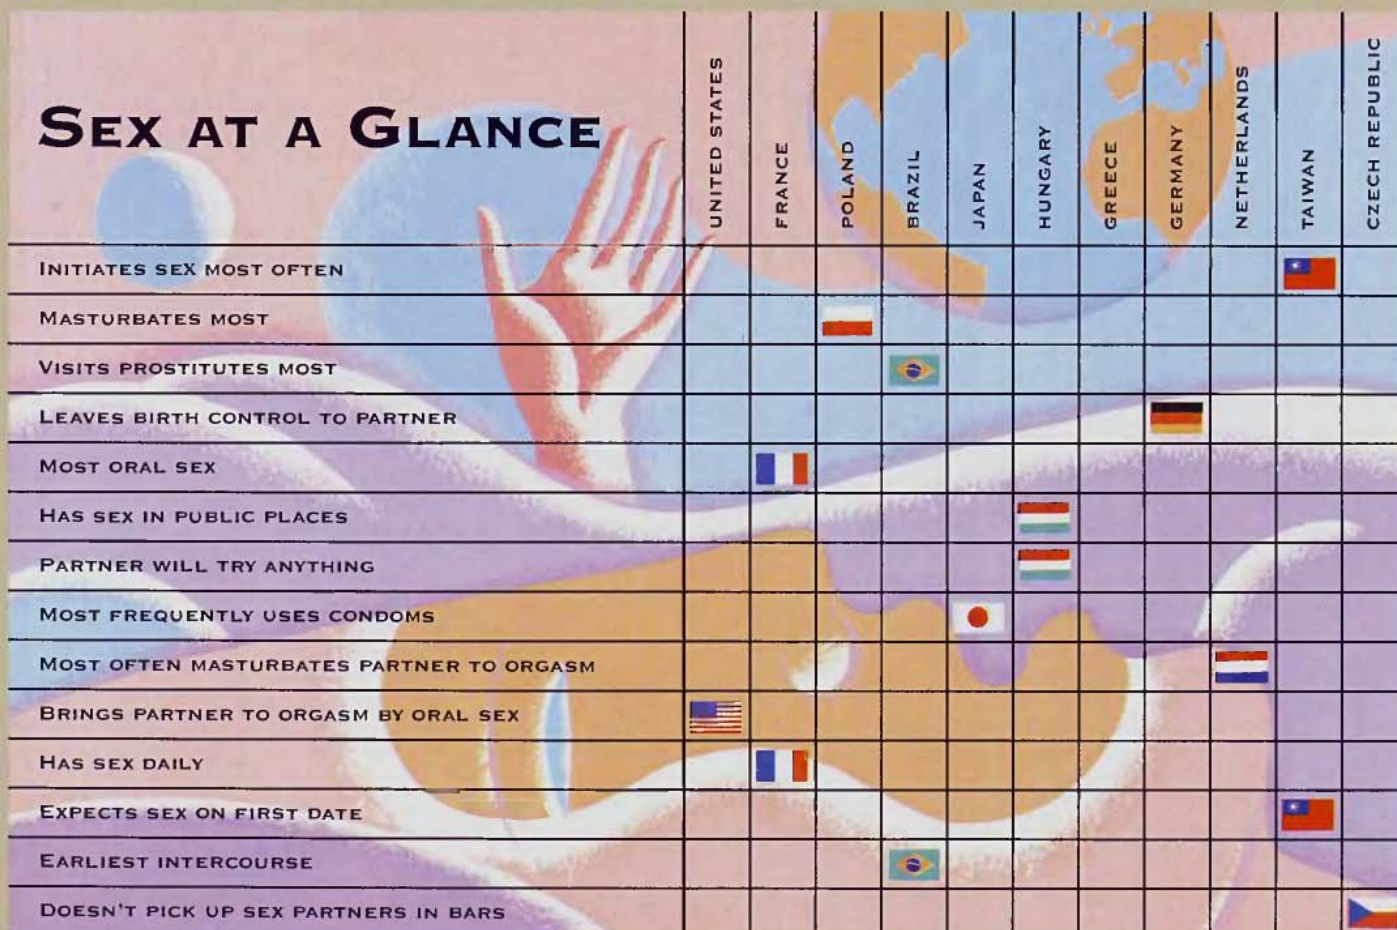 SEX AT A GLANCE
UNITED STATES
FRANCE
POLAND
BRAZIL
JAPAN
HUNGARY
GREECE
GERMANY
NETHERLANDS
TAIWAN
CZECH REPUBLIC
INITIATES SEX MOST OFTEN
MASTURBATES MOST
VISITS PROSTITUTES MOST
LEAVES BIRTH CONTROL TO PARTNER
MOST ORAL SEX
HAS SEX IN PUBLIC PLACES
PARTNER WILL TRY ANYTHING
MOST FREQUENTLY USES CONDOMS
MOST OFTEN MASTURBATES PARTNER TO ORGASM
BRINGS PARTNER TO ORGASM BY ORAL SEX
HAS SEX DAILY
EXPECTS SEX ON FIRST DATE
EARLIEST INTERCOURSE
DOESN'T PICK UP SEX PARTNERS IN BARS